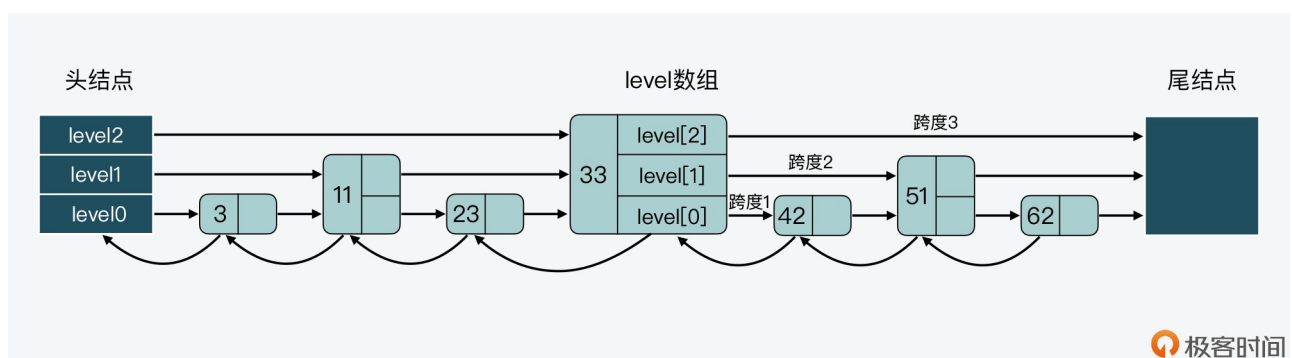 头结点
level数组
尾结点
level2
level1
level0
3
11
23
33
level[2]
level[1]
level[0]
跨度3
跨度2
跨度1
42
51
62
极客时间